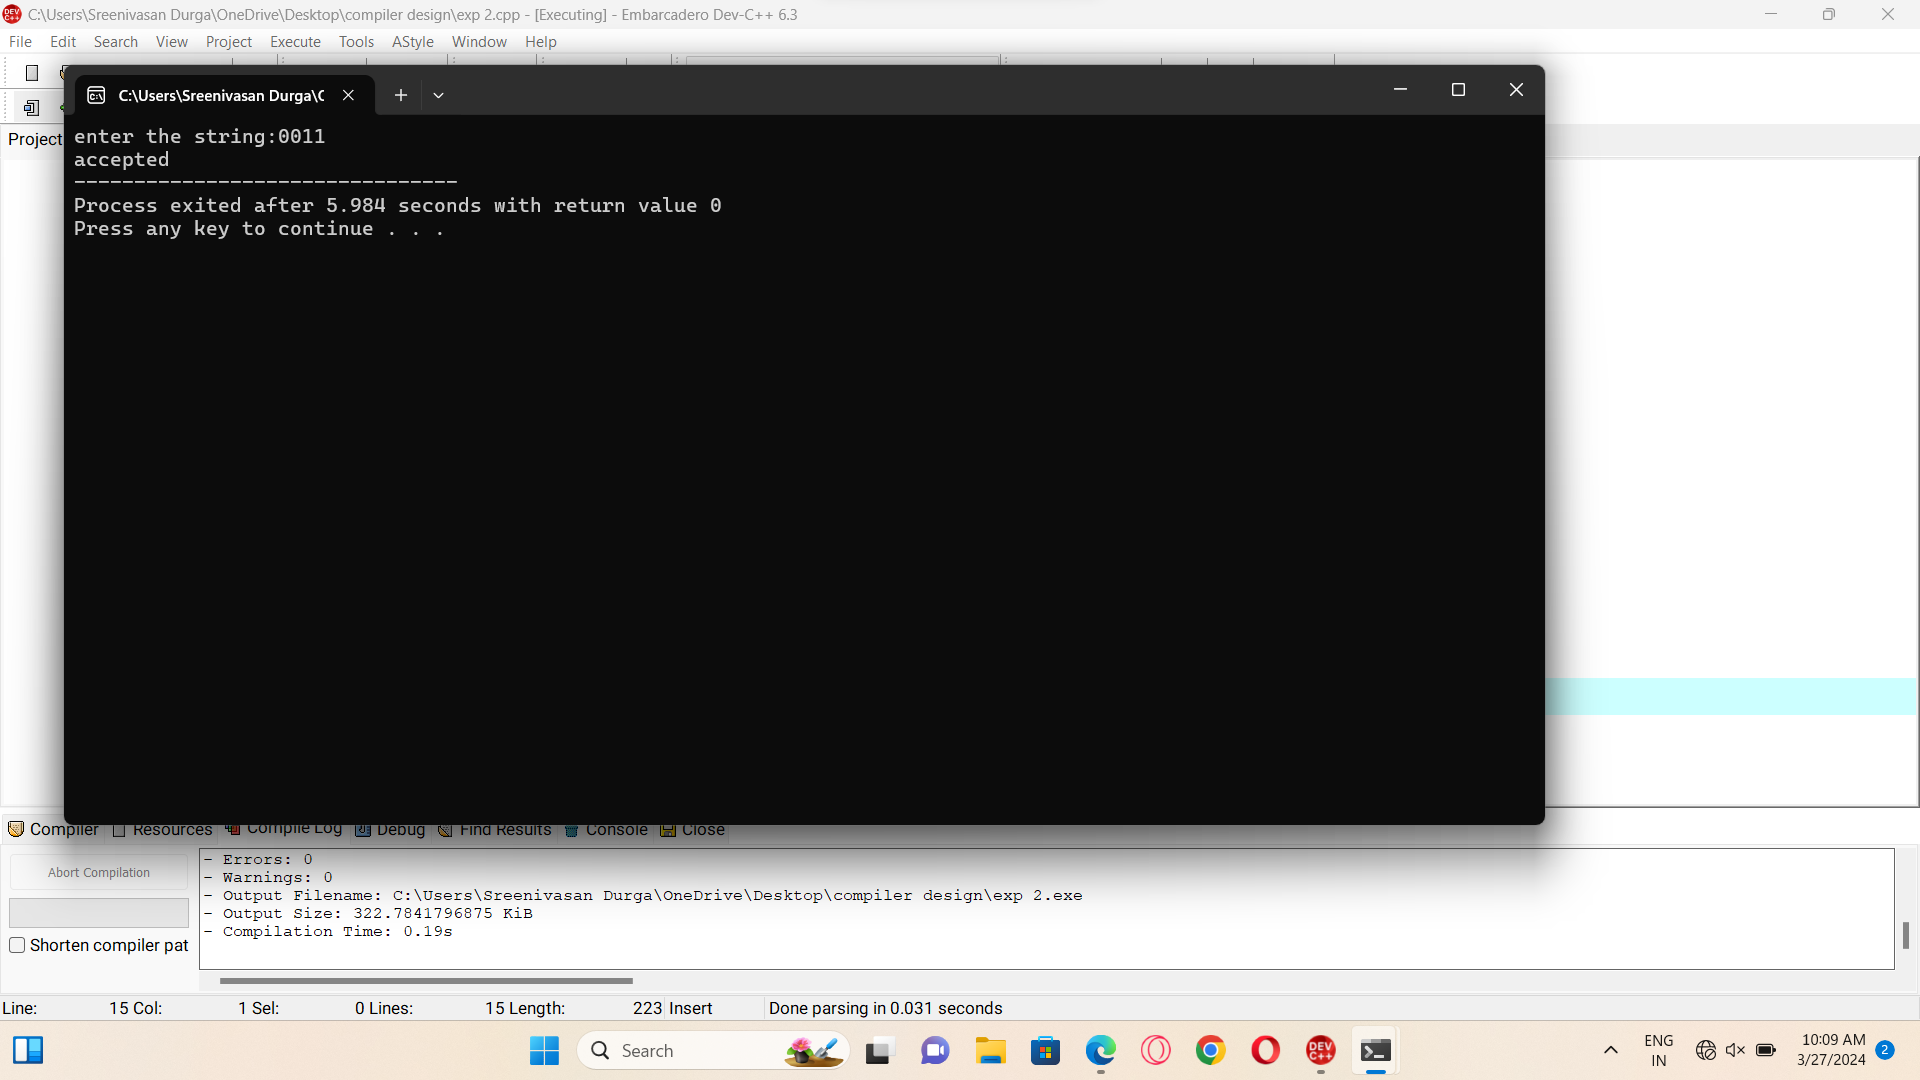 C:\Users\Sreenivasan Durga\OneDrive\Desktop\compiler design\exp 2.cpp - [Executing] - Embarcadero Dev-C++ 6.3
File Edit Search View Project Execute Tools AStyle Window Help
C:\Users\Sreenivasan Durga\C
Project
enter the string:0011
accepted
--------------------------------
Process exited after 5.984 seconds with return value 0
Press any key to continue . . .
Compiler Resources Compile Log Debug Find Results Console Close
Abort Compilation
Shorten compiler pat
- Errors: 0
- Warnings: 0
- Output Filename: C:\Users\Sreenivasan Durga\OneDrive\Desktop\compiler design\exp 2.exe
- Output Size: 322.7841796875 KiB
- Compilation Time: 0.19s
Line: 15 Col: 1 Sel: 0 Lines: 15 Length: 223 Insert Done parsing in 0.031 seconds
Search
DEV C++
ENG
IN
10:09 AM
3/27/2024
2